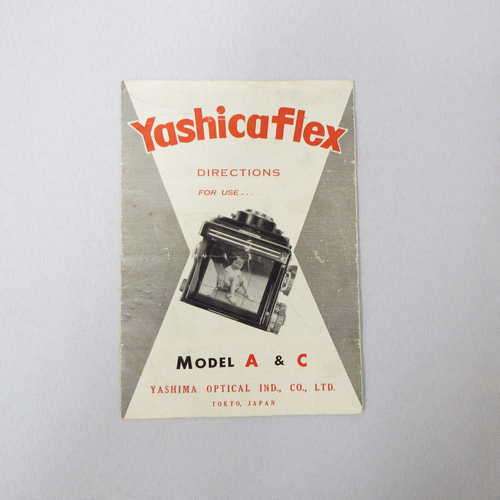 Yashicaflex
DIRECTIONS
FOR USE...
MODEL A & C
YASHIMA OPTICAL IND., CO., LTD.
TOKYO, JAPAN